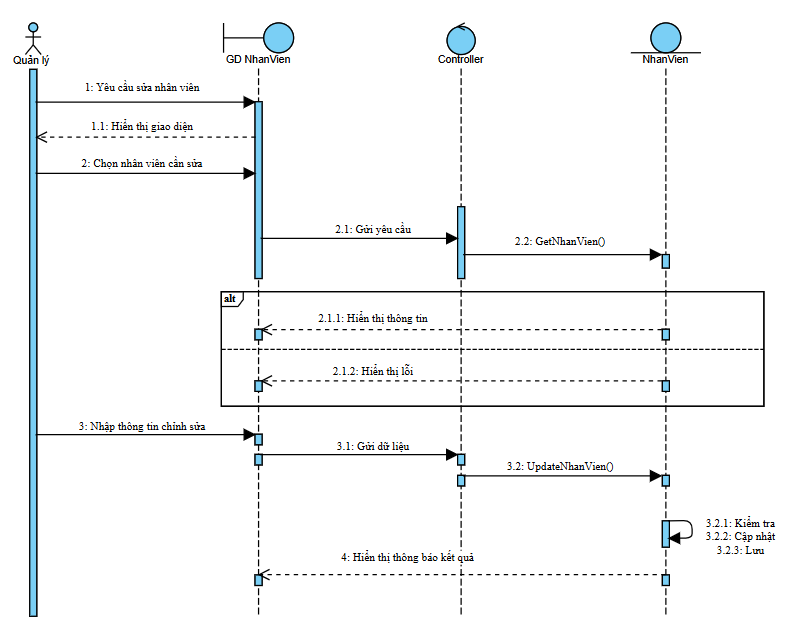 Quản lý
GD NhanVien
Controller
NhanVien
1: Yêu cầu sửa nhân viên
1.1: Hiển thị giao diện
2: Chọn nhân viên cần sửa
2.1: Gửi yêu cầu
2.2: GetNhanVien()
alt
2.1.1: Hiển thị thông tin
2.1.2: Hiển thị lỗi
3: Nhập thông tin chỉnh sửa
3.1: Gửi dữ liệu
3.2: UpdateNhanVien()
3.2.1: Kiểm tra
3.2.2: Cập nhật
3.2.3: Lưu
4: Hiển thị thông báo kết quả